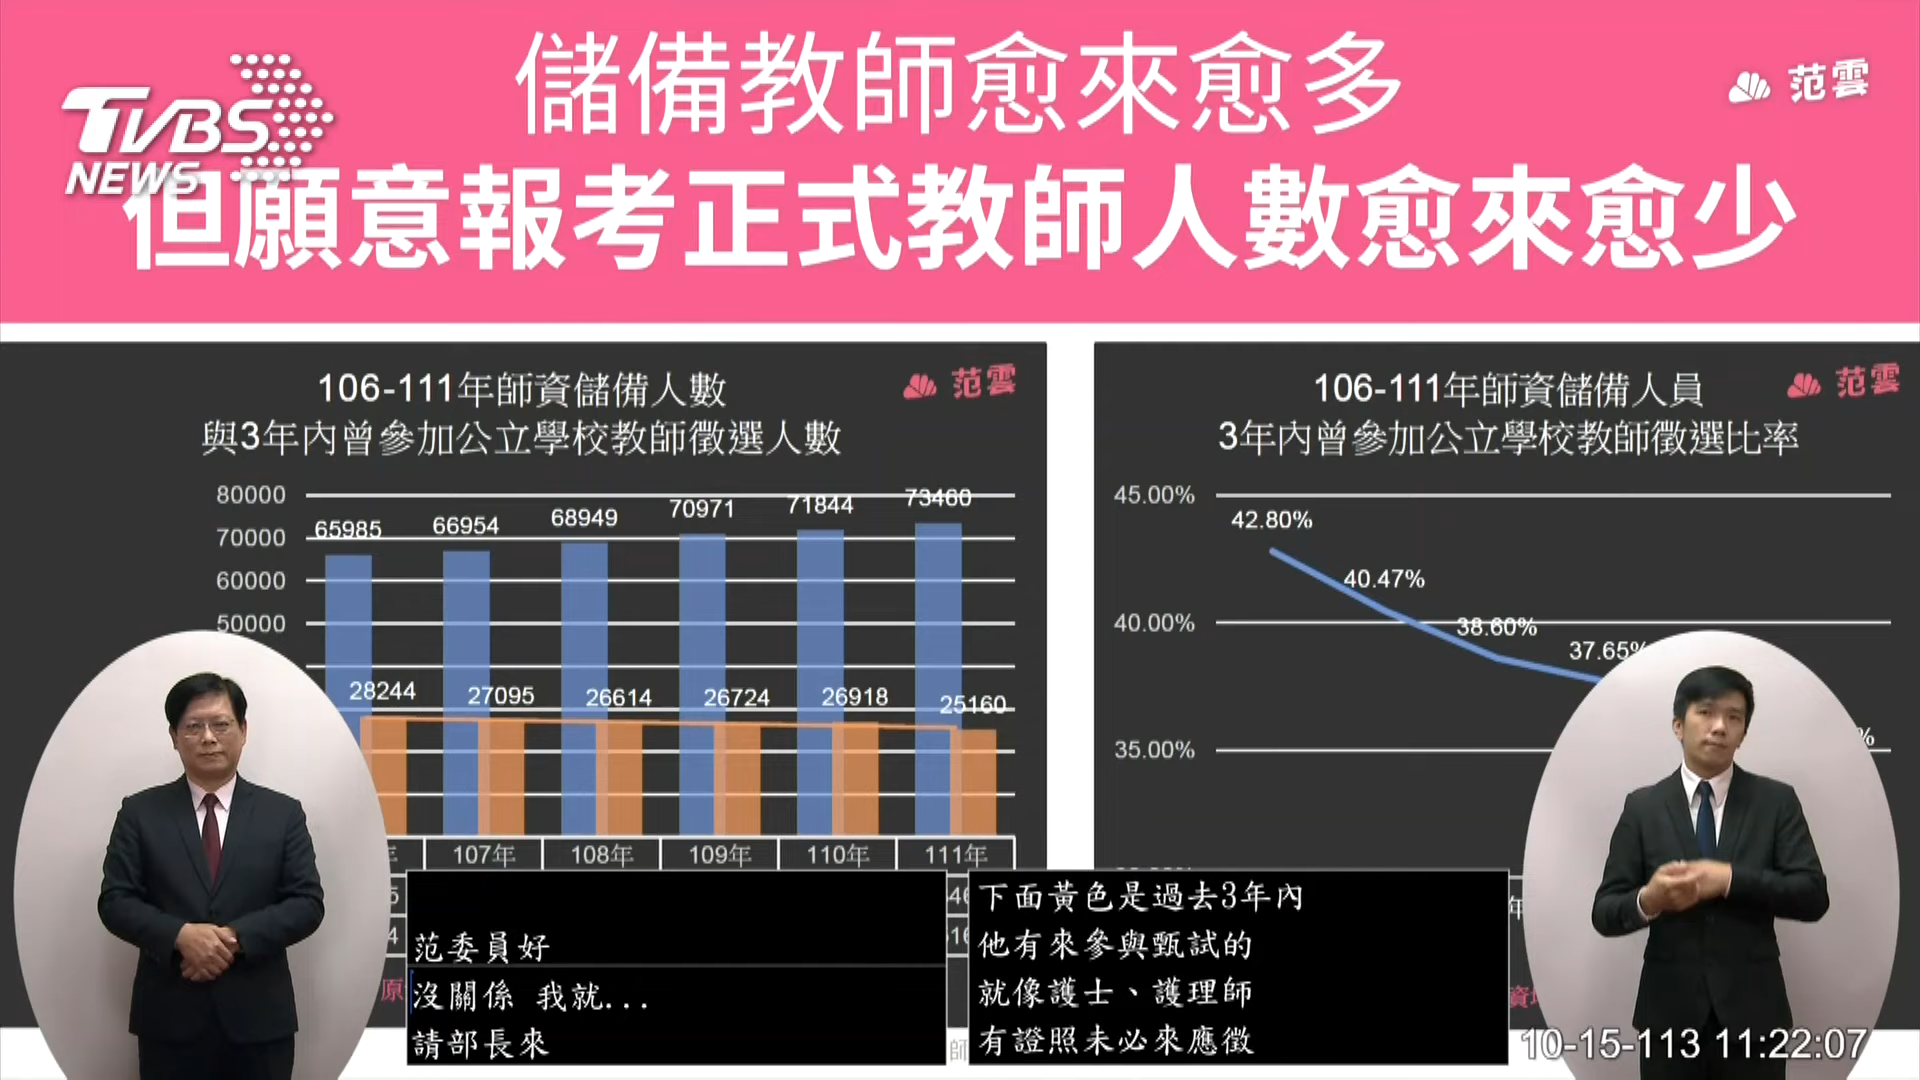 儲備教師愈來愈多
但願意報考正式教師人數愈來愈少
TVBS
NEWS
范雲
106-111年師資儲備人數
與3年內曾參加公立學校教師徵選人數
范雲
80000
70000
60000
50000
65985
66954
68949
70971
71844
73460
28244
27095
26614
26724
26918
25160
107年
108年
109年
110年
111年
106-111年師資儲備人員
3年內曾參加公立學校教師徵選比率
范雲
45.00%
40.00%
35.00%
42.80%
40.47%
38.60%
37.65%
%
年
原
師
范委員好
沒關係 我就...
請部長來
下面黃色是過去3年內
他有來參與甄試的
就像護士、護理師
有證照未必來應徵
10-15-113 11:22:07